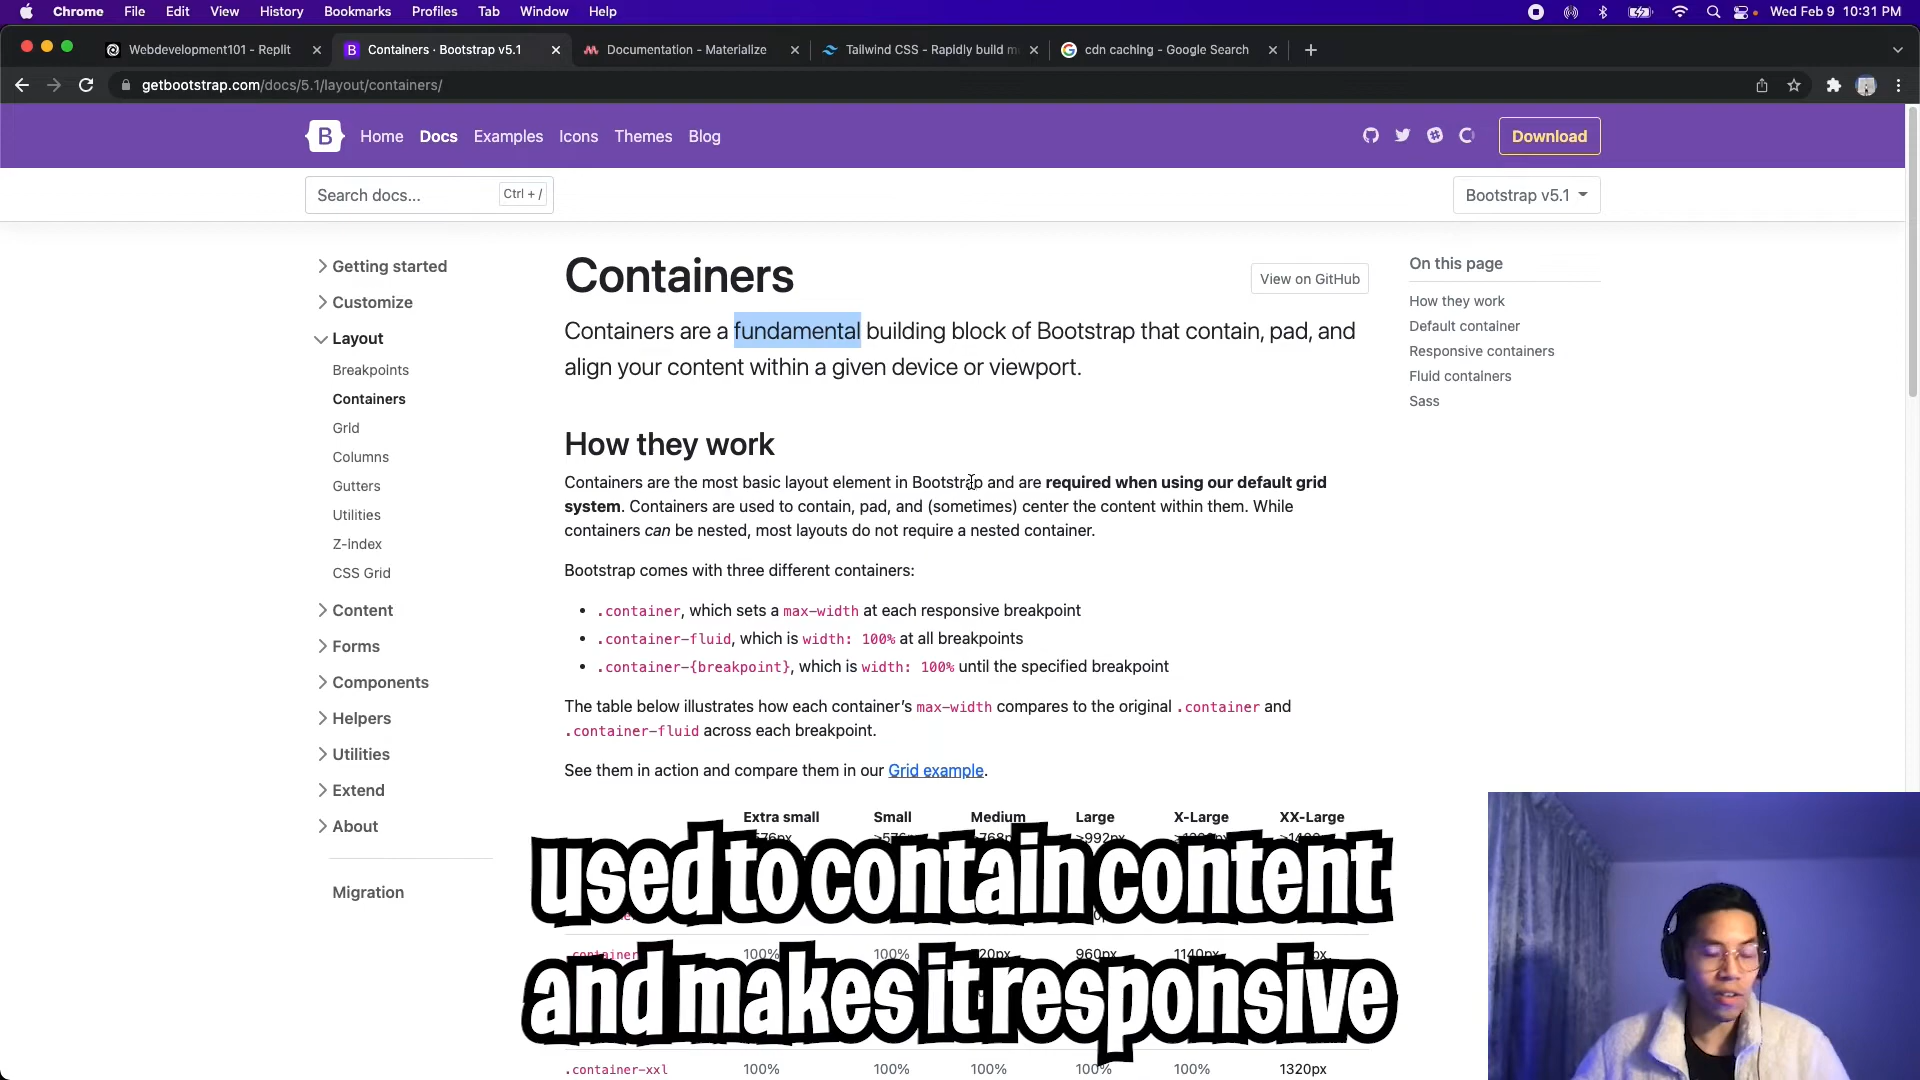 Chrome File Edit View History Bookmarks Profiles Tab Window Help Wed Feb 9 10:31 PM
Webdevelopment101 - Replit Containers · Bootstrap v5.1 Documentation - Materialize Tailwind CSS - Rapidly build m cdn caching - Google Search
getbootstrap.com/docs/5.1/layout/containers/
B Home Docs Examples Icons Themes Blog Download
Search docs... Ctrl + / Bootstrap v5.1
Getting started
Customize
Layout
Breakpoints
Containers
Grid
Columns
Gutters
Utilities
Z-index
CSS Grid
Content
Forms
Components
Helpers
Utilities
Extend
About
Migration
Containers
View on GitHub
Containers are a fundamental building block of Bootstrap that contain, pad, and
align your content within a given device or viewport.
How they work
Containers are the most basic layout element in Bootstrap and are required when using our default grid
system. Containers are used to contain, pad, and (sometimes) center the content within them. While
containers can be nested, most layouts do not require a nested container.
Bootstrap comes with three different containers:
• .container, which sets a max-width at each responsive breakpoint
• .container-fluid, which is width: 100% at all breakpoints
• .container-{breakpoint}, which is width: 100% until the specified breakpoint
The table below illustrates how each container's max-width compares to the original .container and
.container-fluid across each breakpoint.
See them in action and compare them in our Grid example.
Extra small Small Medium Large X-Large XX-Large
≥992px
used to contain content
100% 100% 960px 1140px
and makes it responsive
.container-xxl 100% 100% 100% 100% 100% 1320px
On this page
How they work
Default container
Responsive containers
Fluid containers
Sass